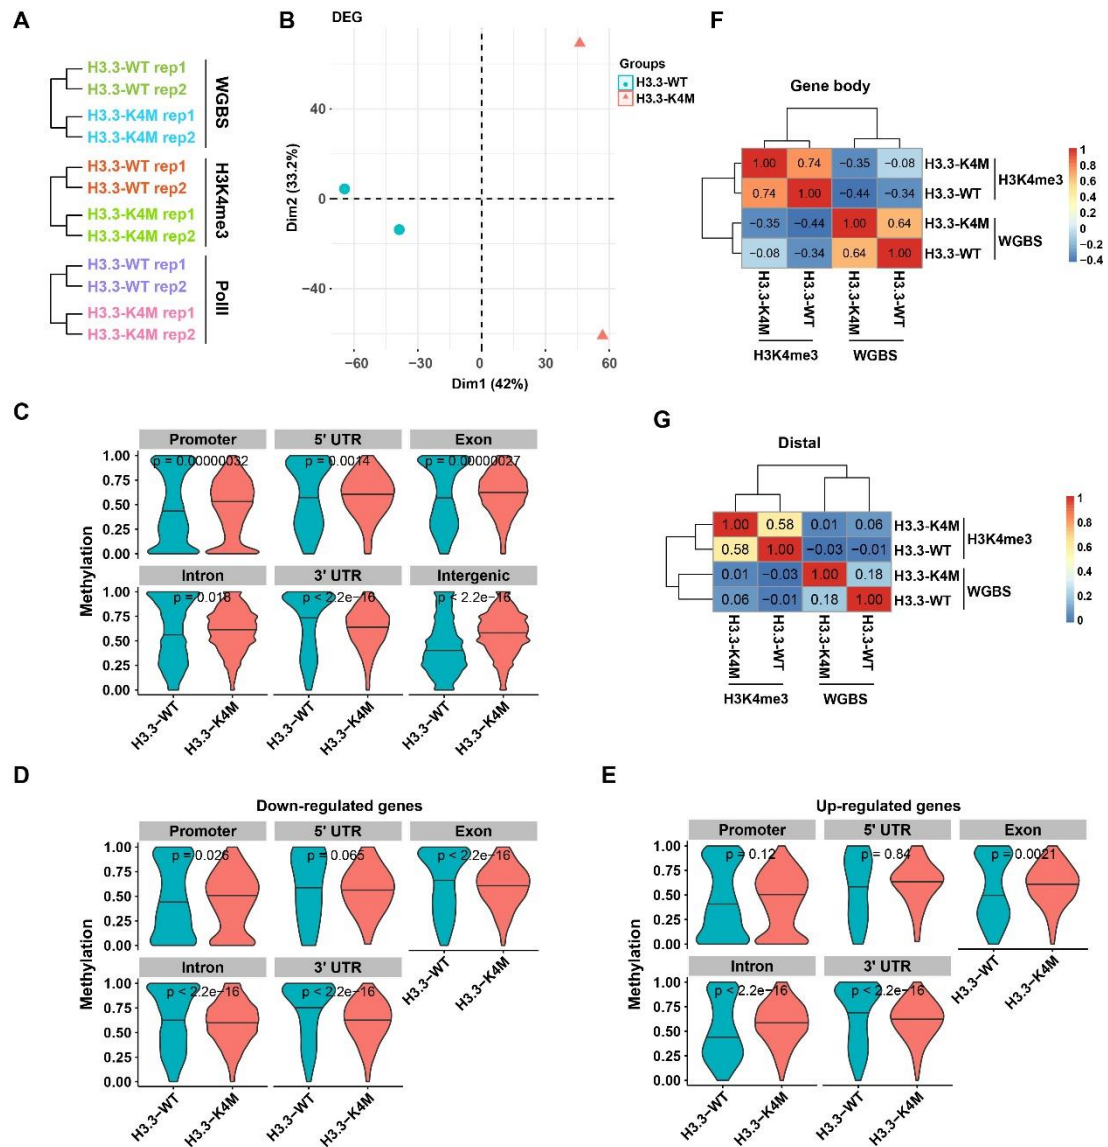 A
H3.3-WT rep1
H3.3-WT rep2
H3.3-K4M rep1
H3.3-K4M rep2
WGBS
H3.3-WT rep1
H3.3-WT rep2
H3.3-K4M rep1
H3.3-K4M rep2
H3K4me3
H3.3-WT rep1
H3.3-WT rep2
H3.3-K4M rep1
H3.3-K4M rep2
PolII
B
DEG
Dim2 (33.2%)
40
0
−40
−60
−30
0
30
60
Dim1 (42%)
Groups
H3.3-WT
H3.3-K4M
F
Gene body
1.00 0.74 −0.35 −0.08 H3.3-K4M
0.74 1.00 −0.44 −0.34 H3.3-WT
H3K4me3
−0.35 −0.44 1.00 0.64 H3.3-K4M
−0.08 −0.34 0.64 1.00 H3.3-WT
WGBS
H3.3-K4M
H3.3-WT
H3.3-K4M
H3.3-WT
H3K4me3
WGBS
1
0.8
0.6
0.4
0.2
0
−0.2
−0.4
C
Methylation
Promoter
5' UTR
Exon
p = 0.00000032
p = 0.0014
p = 0.00000027
1.00
0.75
0.50
0.25
0.00
Intron
3' UTR
Intergenic
p = 0.018
p < 2.2e−16
p < 2.2e−16
1.00
0.75
0.50
0.25
0.00
H3.3−WT
H3.3−K4M
H3.3−WT
H3.3−K4M
H3.3−WT
H3.3−K4M
G
Distal
1.00 0.58 0.01 0.06 H3.3-K4M
0.58 1.00 −0.03 −0.01 H3.3-WT
H3K4me3
0.01 −0.03 1.00 0.18 H3.3-K4M
0.06 −0.01 0.18 1.00 H3.3-WT
WGBS
H3.3-K4M
H3.3-WT
H3.3-K4M
H3.3-WT
H3K4me3
WGBS
1
0.8
0.6
0.4
0.2
0
D
Down-regulated genes
Methylation
Promoter
5' UTR
Exon
p = 0.026
p = 0.065
p < 2.2e−16
1.00
0.75
0.50
0.25
0.00
Intron
3' UTR
p < 2.2e−16
p < 2.2e−16
1.00
0.75
0.50
0.25
0.00
H3.3−WT
H3.3−K4M
H3.3−WT
H3.3−K4M
H3.3−WT
H3.3−K4M
E
Up-regulated genes
Methylation
Promoter
5' UTR
Exon
p = 0.12
p = 0.84
p = 0.0021
1.00
0.75
0.50
0.25
0.00
Intron
3' UTR
p < 2.2e−16
p < 2.2e−16
1.00
0.75
0.50
0.25
0.00
H3.3−WT
H3.3−K4M
H3.3−WT
H3.3−K4M
H3.3−WT
H3.3−K4M